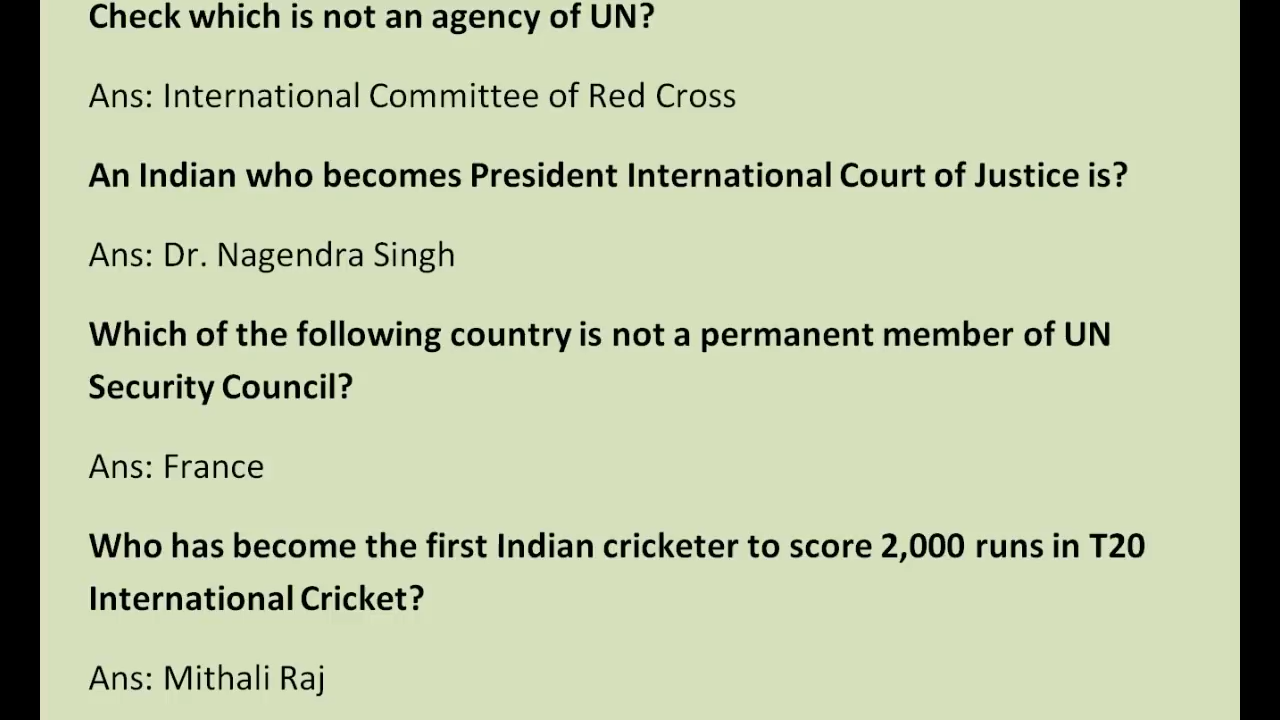 Check which is not an agency of UN?
Ans: International Committee of Red Cross
An Indian who becomes President International Court of Justice is?
Ans: Dr. Nagendra Singh
Which of the following country is not a permanent member of UN
Security Council?
Ans: France
Who has become the first Indian cricketer to score 2,000 runs in T20
International Cricket?
Ans: Mithali Raj